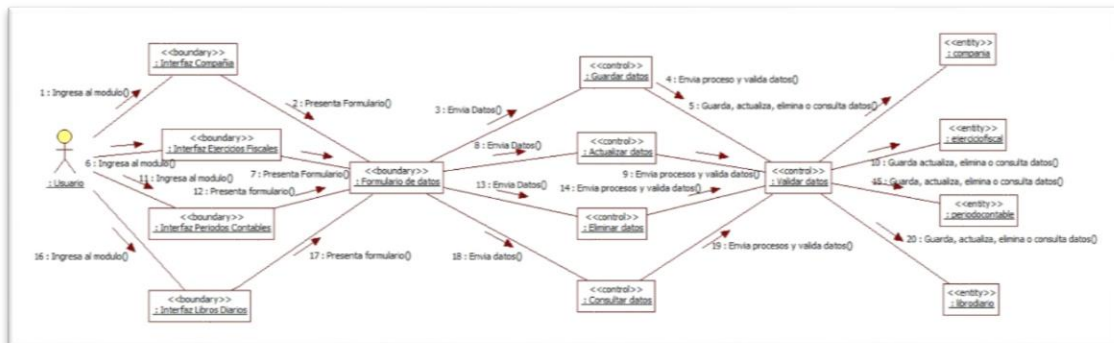 <<boundary>>
: Interfaz Compañia
1 : Ingresa al modulo()
2 : Presenta Formulario()
: Usuario
<<boundary>>
: Interfaz Ejercicios Fiscales
6 : Ingresa al modulo()
7 : Presenta Formulario()
11 : Ingresa al modulo()
12 : Presenta formulario()
<<boundary>>
: Interfaz Periodos Contables
16 : Ingresa al modulo()
17 : Presenta formulario()
<<boundary>>
: Interfaz Libros Diarios
<<boundary>>
: Formulario de datos
3 : Envia Datos()
8 : Envia Datos()
13 : Envia Datos()
18 : Envia datos()
<<control>>
: Guardar datos
<<control>>
: Actualizar datos
<<control>>
: Eliminar datos
<<control>>
: Consultar datos
4 : Envia proceso y valida datos()
5 : Guarda, actualiza, elimina o consulta datos()
9 : Envia procesos y valida datos()
14 : Envia procesos y valida datos()
19 : Envia procesos y valida datos()
<<control>>
: Validar datos
<<entity>>
: compania
<<entity>>
: ejerciciofiscal
10 : Guarda actualiza, elimina o consulta datos()
15 : Guarda, actualiza, elimina o consulta datos()
<<entity>>
: periodocontable
20 : Guarda, actualiza, elimina o consulta datos()
<<entity>>
: librodiario